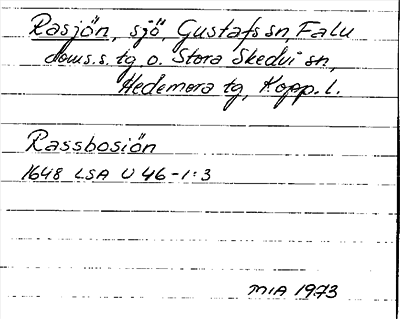 Rasjön, sjö, Gustafs sn, Falu
doms.s. tg o. Stora Skedvi sn,
Hedemora tg, Kopp. l.
Rassbosiön
1648 LSA U 46-1:3
MIA 1973